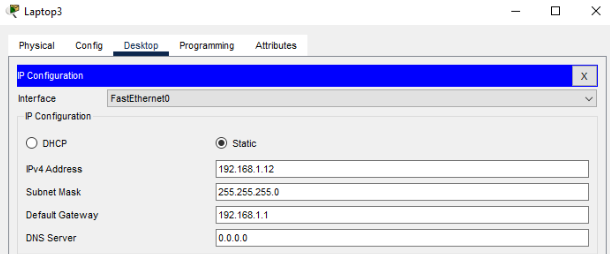 Laptop3
Physical Config Desktop Programming Attributes
IP Configuration X
Interface FastEthernet0
IP Configuration
DHCP Static
IPv4 Address 192.168.1.12
Subnet Mask 255.255.255.0
Default Gateway 192.168.1.1
DNS Server 0.0.0.0